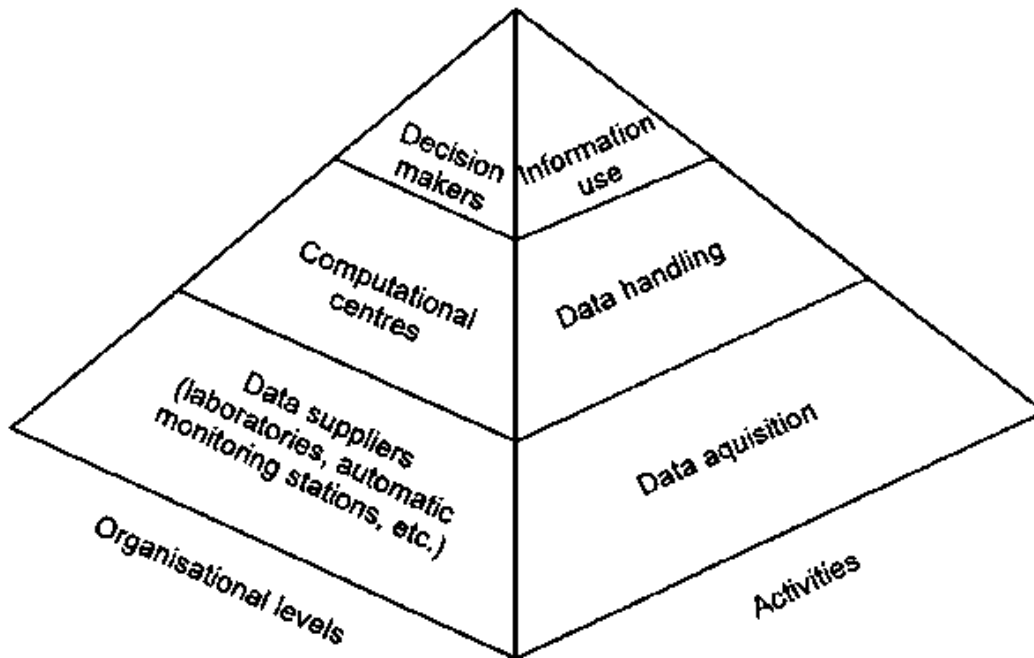 Decision
makers
Information
use
Computational
centres
Data handling
Data suppliers
(laboratories, automatic
monitoring stations, etc.)
Data aquisition
Organisational levels
Activities